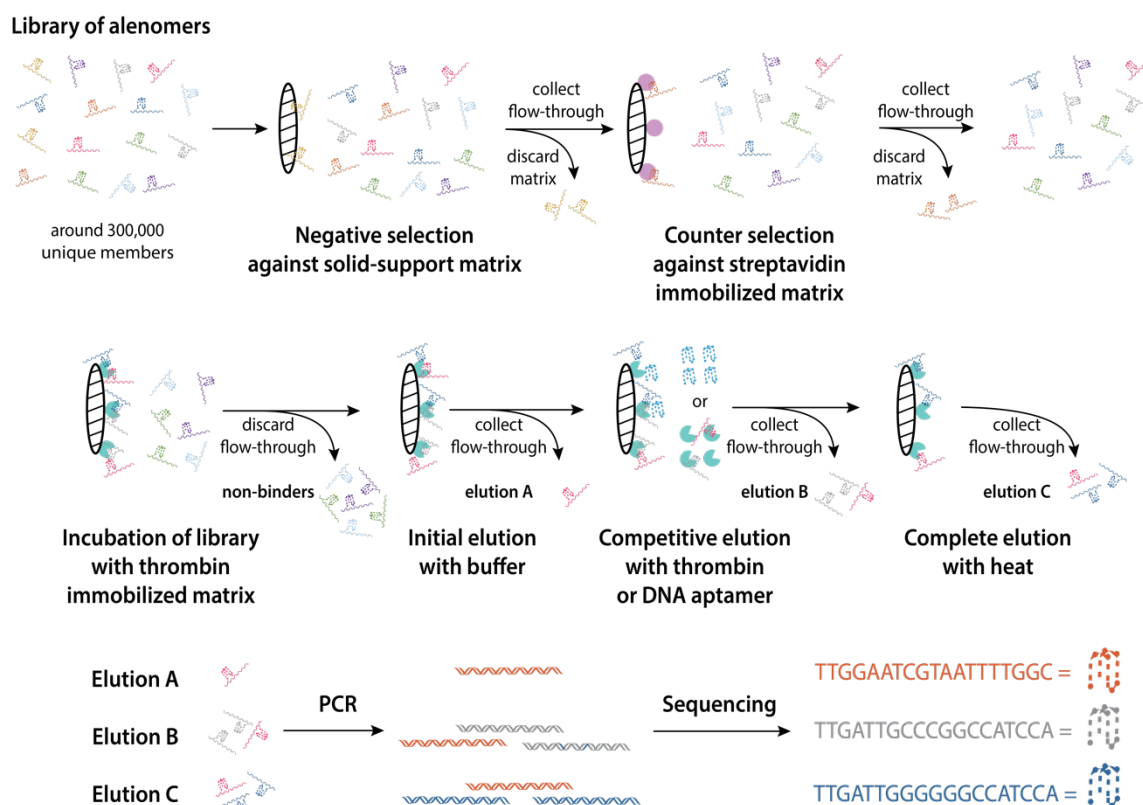 Library of alenomers
collect
flow-through
discard
matrix
collect
flow-through
discard
matrix
around 300,000
unique members
Negative selection
against solid-support matrix
Counter selection
against streptavidin
immobilized matrix
discard
flow-through
non-binders
collect
flow-through
elution A
or
collect
flow-through
elution B
collect
flow-through
elution C
Incubation of library
with thrombin
immobilized matrix
Initial elution
with buffer
Competitive elution
with thrombin
or DNA aptamer
Complete elution
with heat
Elution A
Elution B
Elution C
PCR
Sequencing
TTGGAATCGTAATTTTGGC =
TTGATTGCCCGGCCATCCA =
TTGATTGGGGGGCCATCCA =